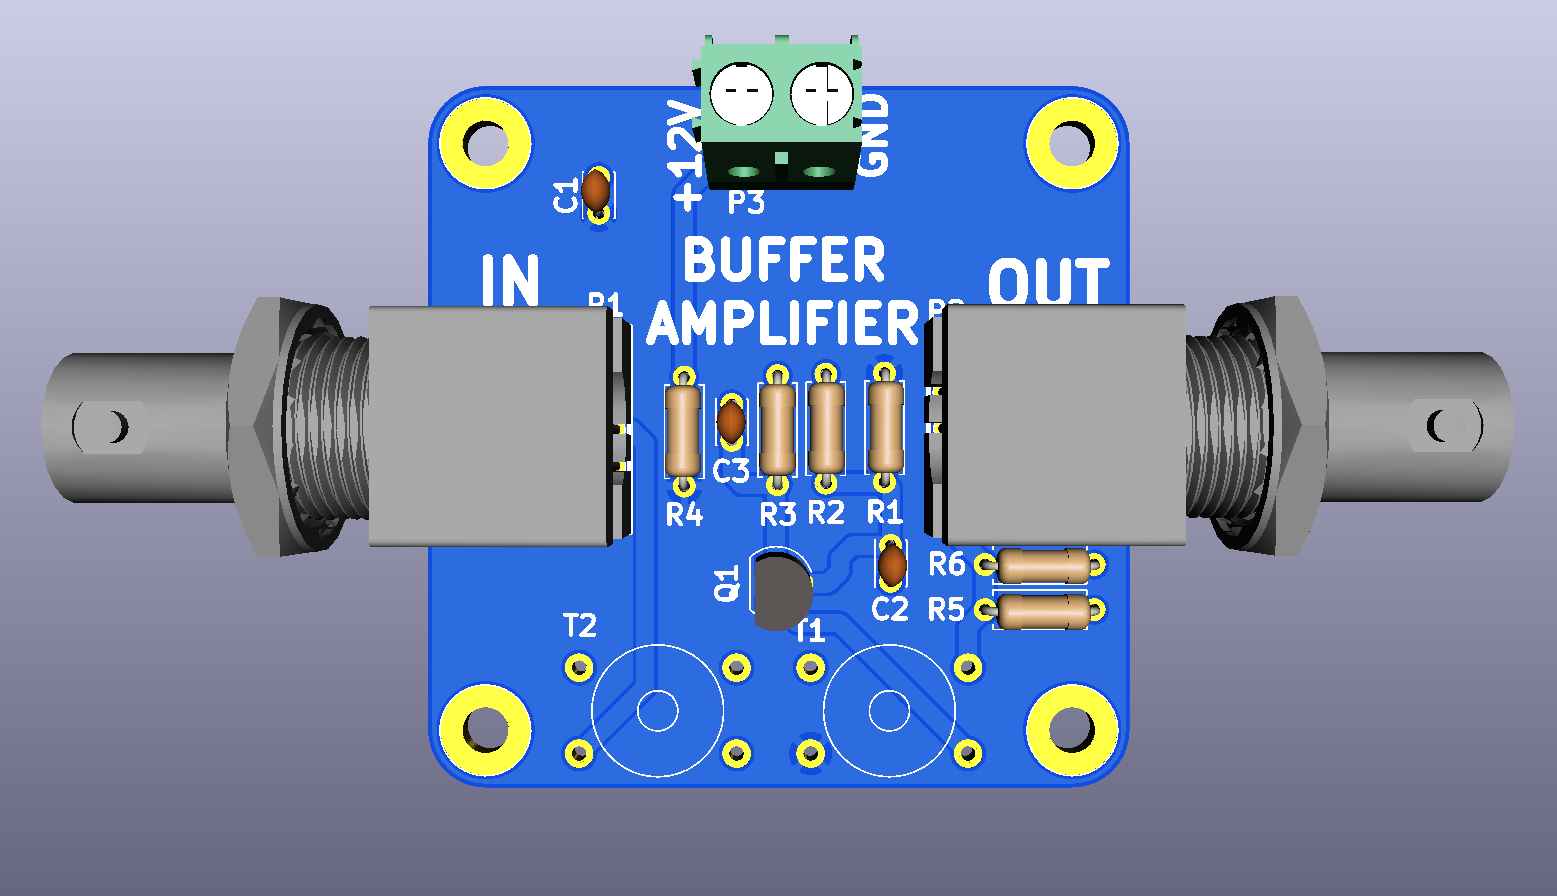 +12V
GND
C1
P3
BUFFER
AMPLIFIER
IN
OUT
P1
C3
R4
R3
R2
R1
Q1
C2
R6
R5
T2
T1